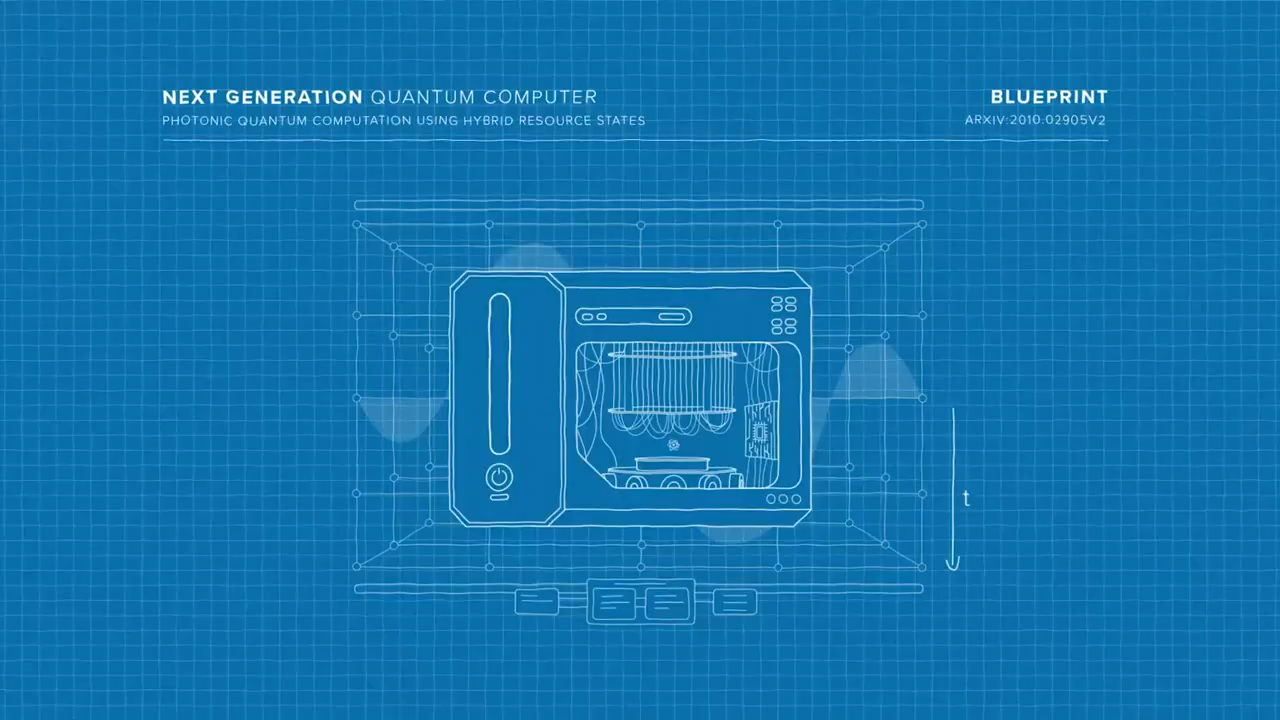 NEXT GENERATION QUANTUM COMPUTER
PHOTONIC QUANTUM COMPUTATION USING HYBRID RESOURCE STATES
BLUEPRINT
ARXIV:2010.02905V2
t